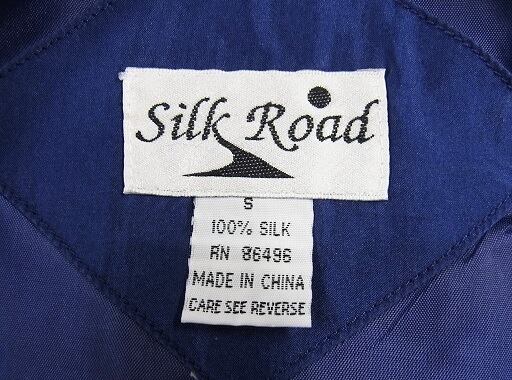 Silk Road
S
100% SILK
RN 86496
MADE IN CHINA
CARE SEE REVERSE